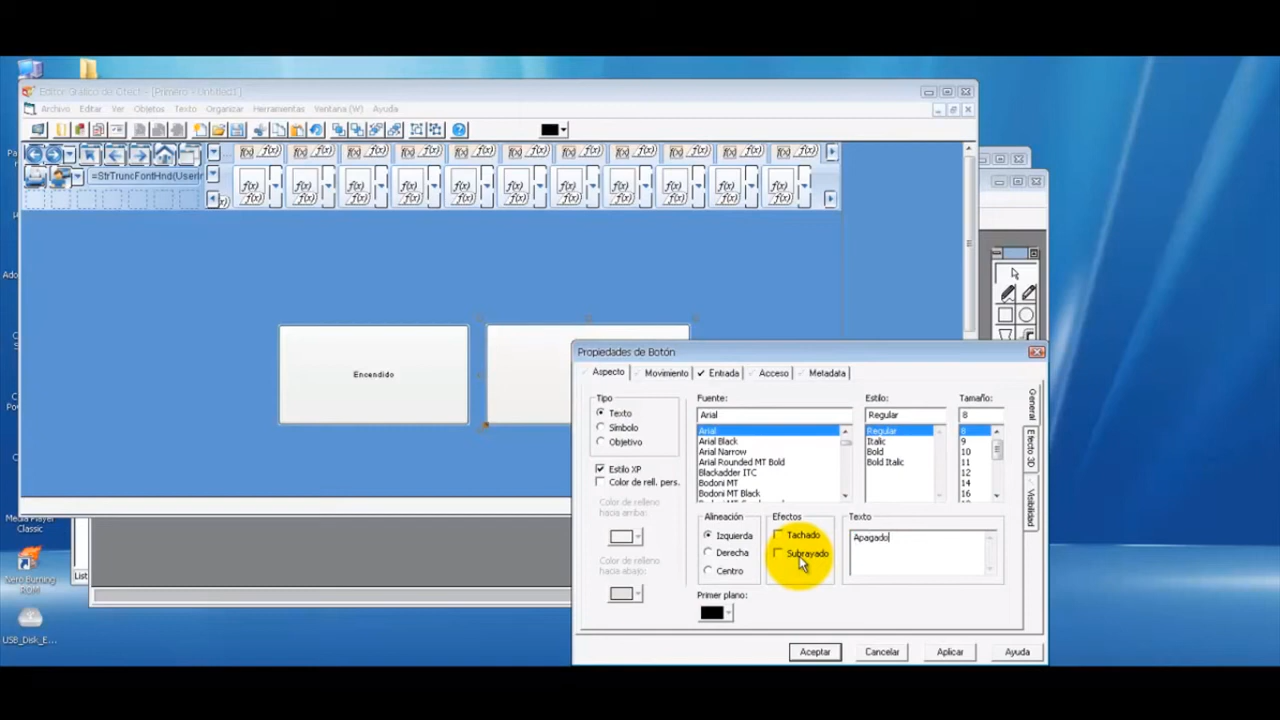 Editor Gráfico de Citect - [Primero - Untitled1]
Archivo Editar Ver Objetos Texto Organizar Herramientas Ventana (W) Ayuda
=StrTruncFontHnd(UserIr
Encendido
Propiedades de Botón
Aspecto Movimiento Entrada Acceso Metadata
Tipo
Texto
Símbolo
Objetivo
Estilo XP
Color de rell. pers.
Color de relleno
hacia arriba:
Color de relleno
hacia abajo:
Fuente:
Arial
Arial
Arial Black
Arial Narrow
Arial Rounded MT Bold
Blackadder ITC
Bodoni MT
Bodoni MT Black
Estilo:
Regular
Regular
Italic
Bold
Bold Italic
Tamaño:
8
8
9
10
11
12
14
16
Alineación
Izquierda
Derecha
Centro
Efectos
Tachado
Subrayado
Texto
Apagado
Primer plano:
General
Efecto 3D
Visibilidad
Aceptar Cancelar Aplicar Ayuda
Media Player
Classic
Nero Burning
ROM
USB_Disk_E...
List